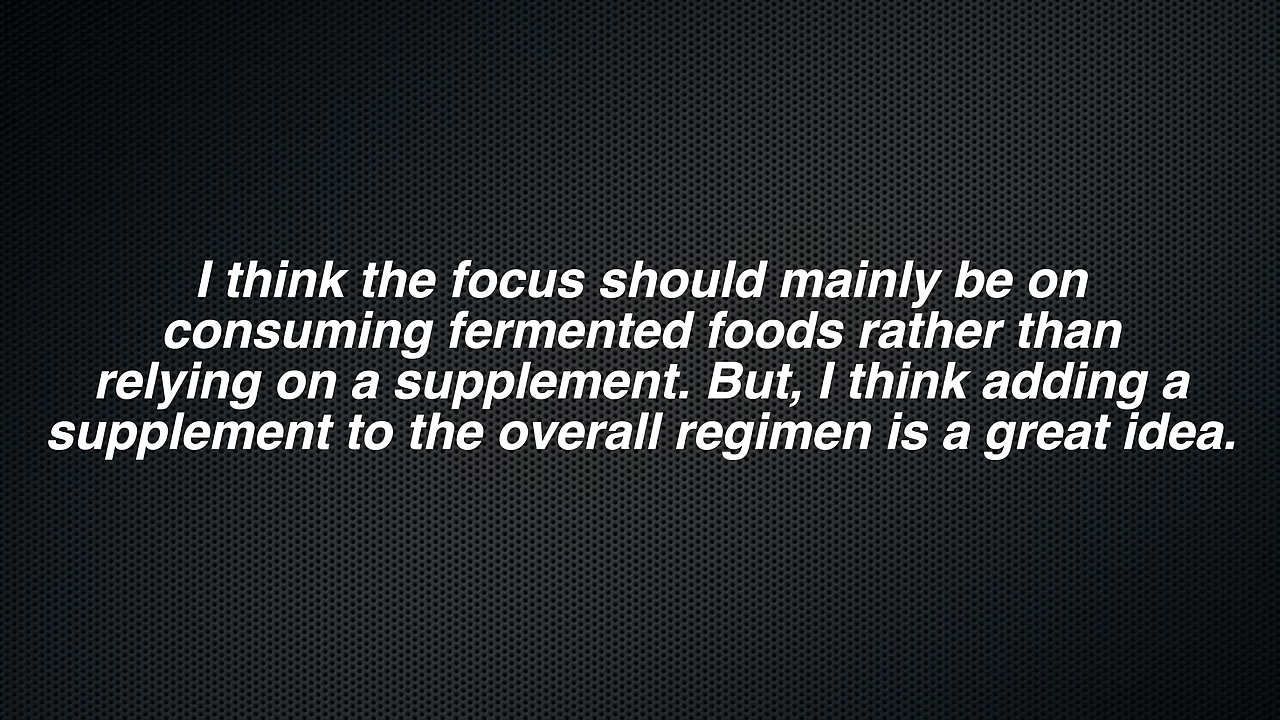 I think the focus should mainly be on
consuming fermented foods rather than
relying on a supplement. But, I think adding a
supplement to the overall regimen is a great idea.